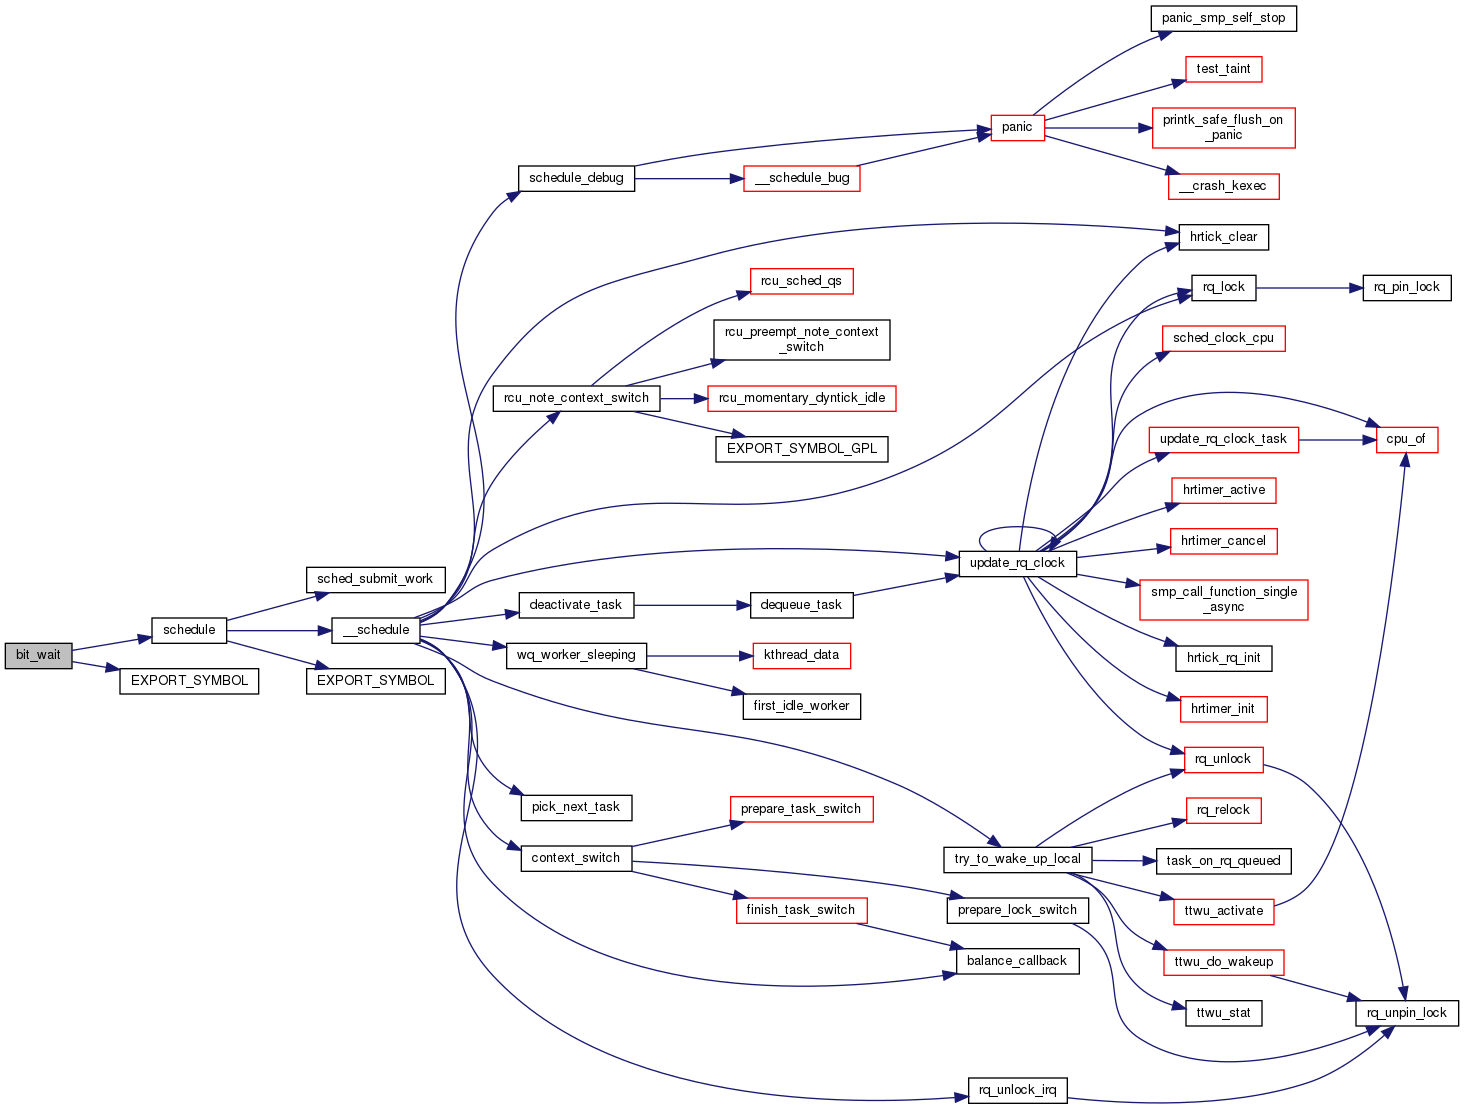 panic_smp_self_stop
test_taint
panic
printk_safe_flush_on
_panic
schedule_debug
__schedule_bug
__crash_kexec
hrtick_clear
rcu_sched_qs
rq_lock
rq_pin_lock
rcu_preempt_note_context
_switch
sched_clock_cpu
rcu_note_context_switch
rcu_momentary_dyntick_idle
EXPORT_SYMBOL_GPL
update_rq_clock_task
cpu_of
hrtimer_active
hrtimer_cancel
update_rq_clock
sched_submit_work
smp_call_function_single
_async
deactivate_task
dequeue_task
schedule
__schedule
bit_wait
wq_worker_sleeping
kthread_data
hrtick_rq_init
EXPORT_SYMBOL
EXPORT_SYMBOL
first_idle_worker
hrtimer_init
rq_unlock
pick_next_task
prepare_task_switch
rq_relock
context_switch
try_to_wake_up_local
task_on_rq_queued
finish_task_switch
prepare_lock_switch
ttwu_activate
balance_callback
ttwu_do_wakeup
ttwu_stat
rq_unpin_lock
rq_unlock_irq